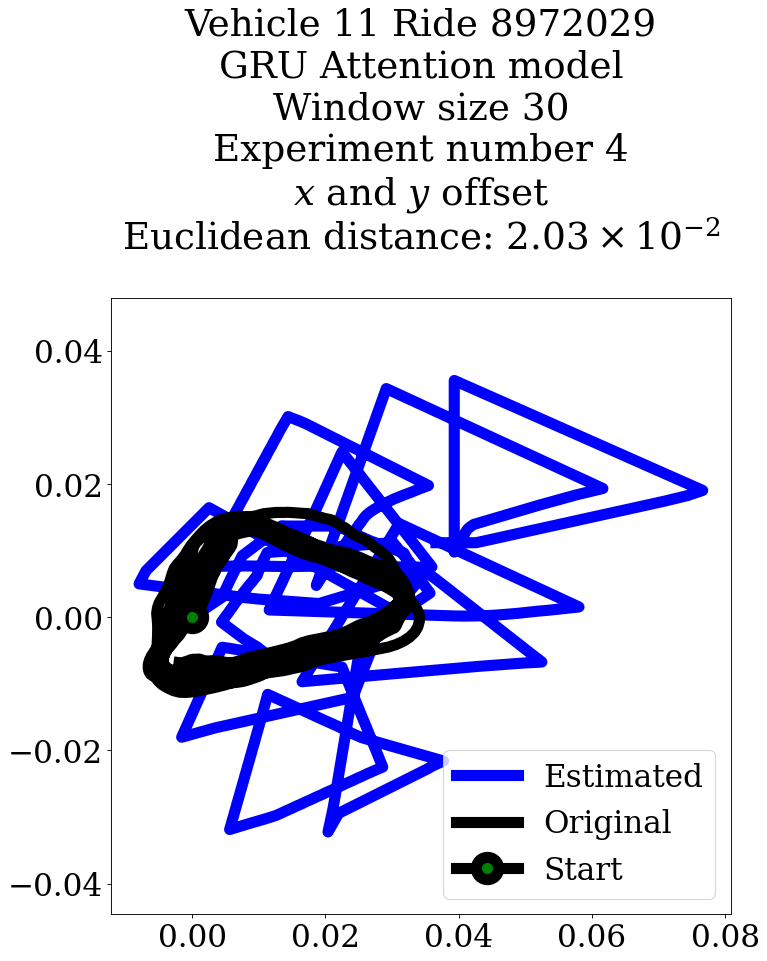 Vehicle 11 Ride 8972029
GRU Attention model
Window size 30
Experiment number 4
x and y offset
Euclidean distance: 2.03 × 10⁻²
0.04
0.02
0.00
−0.02
−0.04
Estimated
Original
Start
0.00 0.02 0.04 0.06 0.08